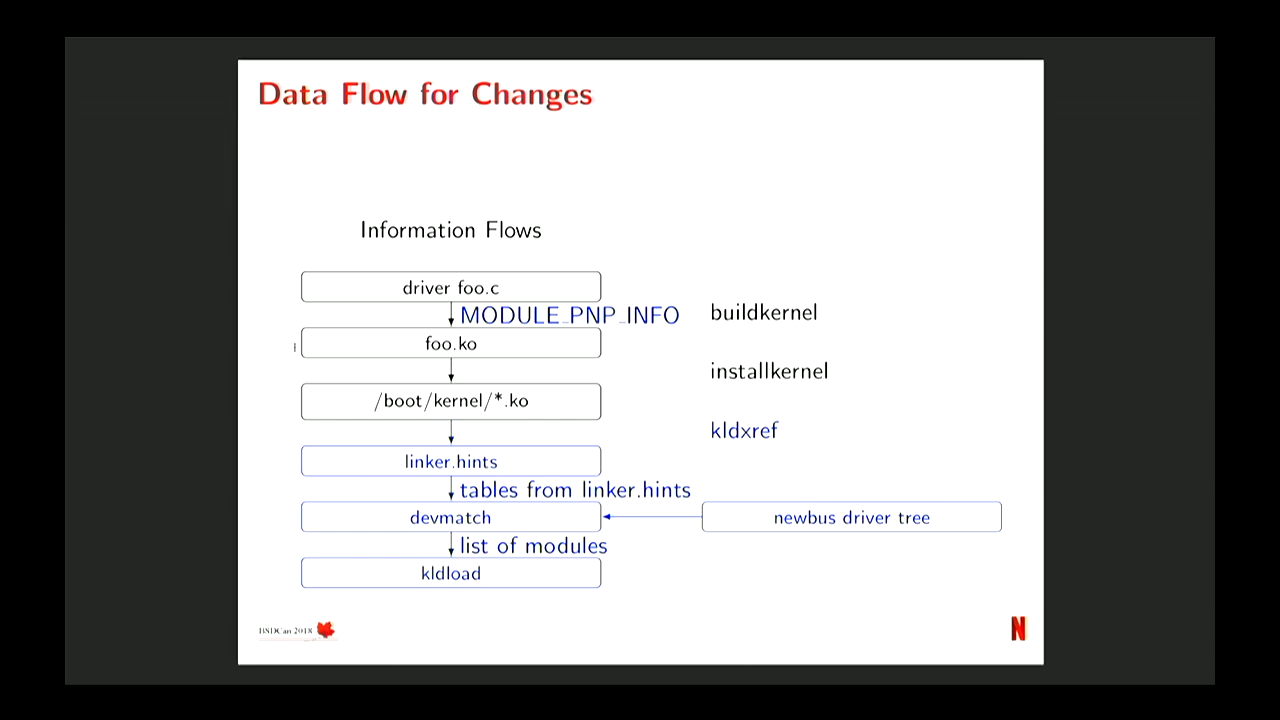 Data Flow for Changes
Information Flows
driver foo.c
MODULE_PNP_INFO
buildkernel
foo.ko
installkernel
/boot/kernel/*.ko
kldxref
linker.hints
tables from linker.hints
devmatch
newbus driver tree
list of modules
kldload
BSDCan 2018
N